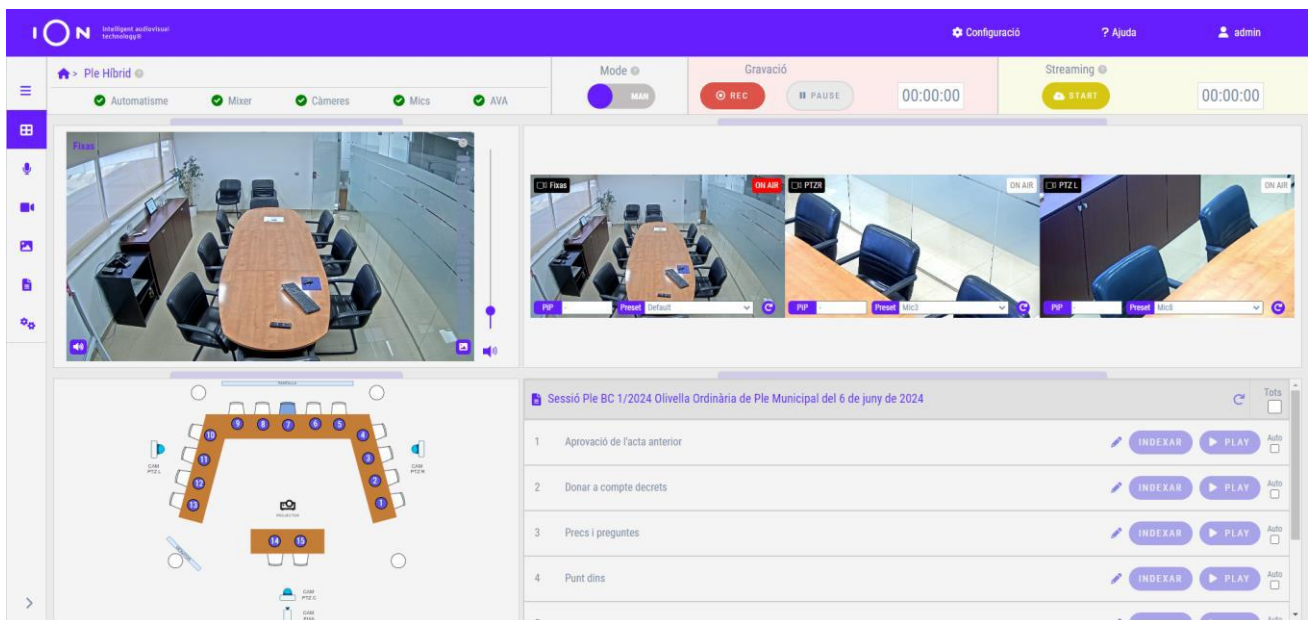 ION Intelligent audiovisual
technology®
Configuració
? Ajuda
admin
> Ple Híbrid
Automatisme
Mixer
Càmeres
Mics
AVA
Mode
MAN
Gravació
REC
PAUSE
00:00:00
Streaming
START
00:00:00
Fixas
Fixas
ON AIR
PiP -
Preset Default
PTZR
ON AIR
PiP -
Preset Mic3
PTZ L
ON AIR
PiP -
Preset Mic8
PANTALLA
10
9
8
7
6
5
4
11
3
12
2
13
1
CAM
PTZ L
CAM
PTZ R
PROJECTOR
14
15
CAM
PTZ C
CAM
Sessió Ple BC 1/2024 Olivella Ordinària de Ple Municipal del 6 de juny de 2024
Tots
1 Aprovació de l'acta anterior
INDEXAR
PLAY
Auto
2 Donar a compte decrets
INDEXAR
PLAY
Auto
3 Precs i preguntes
INDEXAR
PLAY
Auto
4 Punt dins
INDEXAR
PLAY
Auto